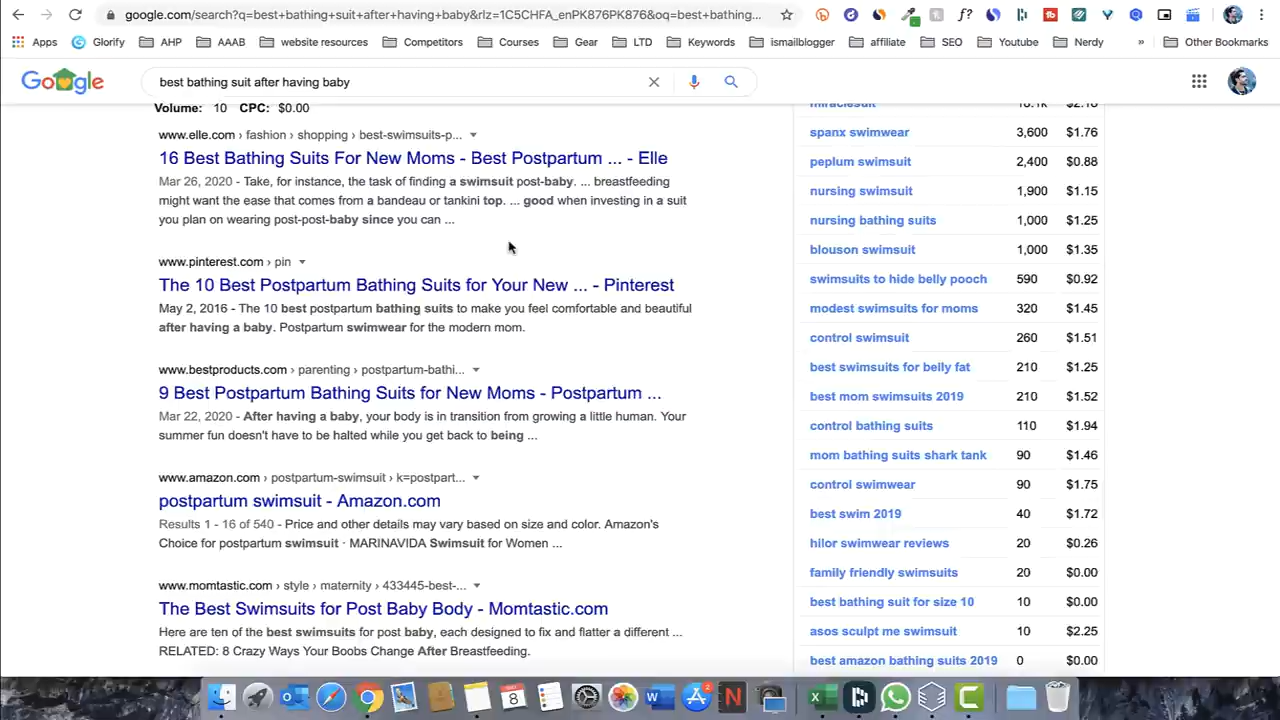 google.com/search?q=best+bathing+suit+after+having+baby&rlz=1C5CHFA_enPK876PK876&oq=best+bathing...
Apps
Glorify
AHP
AAAB
website resources
Competitors
Courses
Gear
LTD
Keywords
ismailblogger
affiliate
SEO
Youtube
Nerdy
»
Other Bookmarks
Google
best bathing suit after having baby
Volume: 10 CPC: $0.00
www.elle.com › fashion › shopping › best-swimsuits-p...
16 Best Bathing Suits For New Moms - Best Postpartum ... - Elle
Mar 26, 2020 - Take, for instance, the task of finding a swimsuit post-baby. ... breastfeeding
might want the ease that comes from a bandeau or tankini top. ... good when investing in a suit
you plan on wearing post-post-baby since you can ...
www.pinterest.com › pin
The 10 Best Postpartum Bathing Suits for Your New ... - Pinterest
May 2, 2016 - The 10 best postpartum bathing suits to make you feel comfortable and beautiful
after having a baby. Postpartum swimwear for the modern mom.
www.bestproducts.com › parenting › postpartum-bathi...
9 Best Postpartum Bathing Suits for New Moms - Postpartum ...
Mar 22, 2020 - After having a baby, your body is in transition from growing a little human. Your
summer fun doesn't have to be halted while you get back to being ...
www.amazon.com › postpartum-swimsuit › k=postpart...
postpartum swimsuit - Amazon.com
Results 1 - 16 of 540 - Price and other details may vary based on size and color. Amazon's
Choice for postpartum swimsuit · MARINAVIDA Swimsuit for Women ...
www.momtastic.com › style › maternity › 433445-best-...
The Best Swimsuits for Post Baby Body - Momtastic.com
Here are ten of the best swimsuits for post baby, each designed to fix and flatter a different ...
RELATED: 8 Crazy Ways Your Boobs Change After Breastfeeding.
miraclesuit 18.1k $2.18
spanx swimwear 3,600 $1.76
peplum swimsuit 2,400 $0.88
nursing swimsuit 1,900 $1.15
nursing bathing suits 1,000 $1.25
blouson swimsuit 1,000 $1.35
swimsuits to hide belly pooch 590 $0.92
modest swimsuits for moms 320 $1.45
control swimsuit 260 $1.51
best swimsuits for belly fat 210 $1.25
best mom swimsuits 2019 210 $1.52
control bathing suits 110 $1.94
mom bathing suits shark tank 90 $1.46
control swimwear 90 $1.75
best swim 2019 40 $1.72
hilor swimwear reviews 20 $0.26
family friendly swimsuits 20 $0.00
best bathing suit for size 10 10 $0.00
asos sculpt me swimsuit 10 $2.25
best amazon bathing suits 2019 0 $0.00